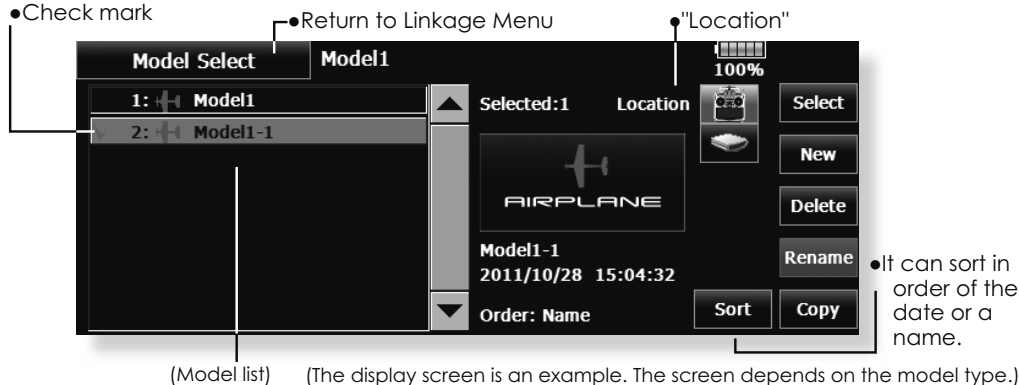 ●Check mark
●Return to Linkage Menu
●"Location"
Model Select
Model1
100%
1: Model1
2: Model1-1
Selected:1
Location
Select
New
AIRPLANE
Delete
Model1-1
2011/10/28 15:04:32
Rename
Order: Name
Sort
Copy
●It can sort in
order of the
date or a
name.
(Model list)
(The display screen is an example. The screen depends on the model type.)